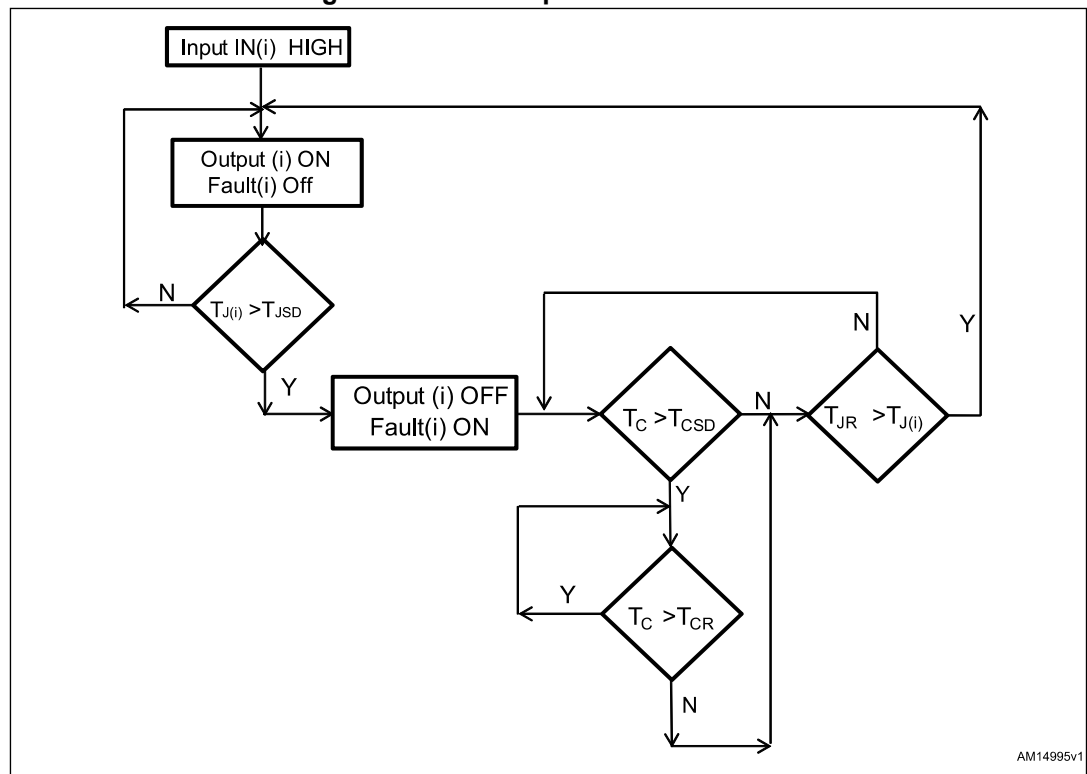 Input IN(i) HIGH
Output (i) ON
Fault(i) Off
TJ(i) >TJSD
N
Y
Output (i) OFF
Fault(i) ON
TC >TCSD
N
Y
TJR >TJ(i)
N
Y
TC >TCR
Y
N
AM14995v1